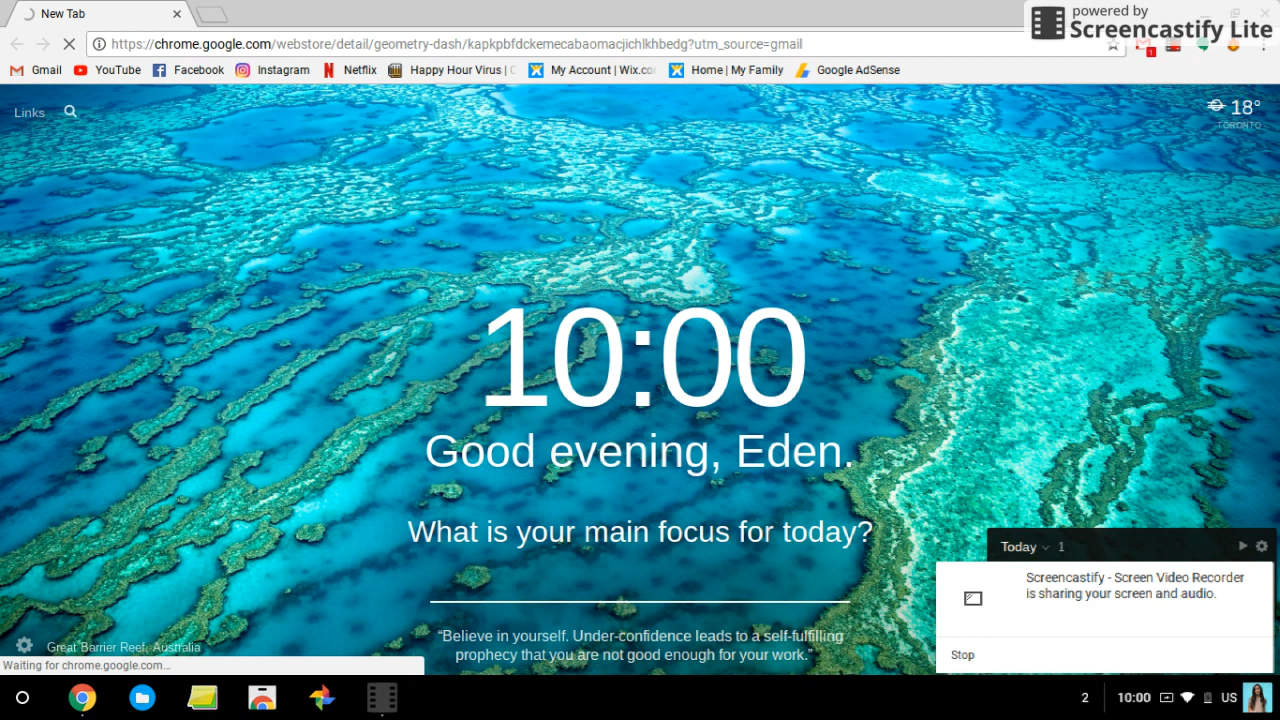 New Tab
powered by
Screencastify Lite
https://chrome.google.com/webstore/detail/geometry-dash/kapkpbhdckmecabaomacjichlkhbedg?utm_source=gmail
1
Gmail YouTube Facebook Instagram Netflix Happy Hour Virus | My Account | Wix.co Home | My Family Google AdSense
Links
18°
TORONTO
10:00
Good evening, Eden.
What is your main focus for today?
Today 1
Screencastify - Screen Video Recorder
is sharing your screen and audio.
"Believe in yourself. Under-confidence leads to a self-fulfilling
prophecy that you are not good enough for your work."
Great Barrier Reef, Australia
Stop
Waiting for chrome.google.com...
2 10:00 US